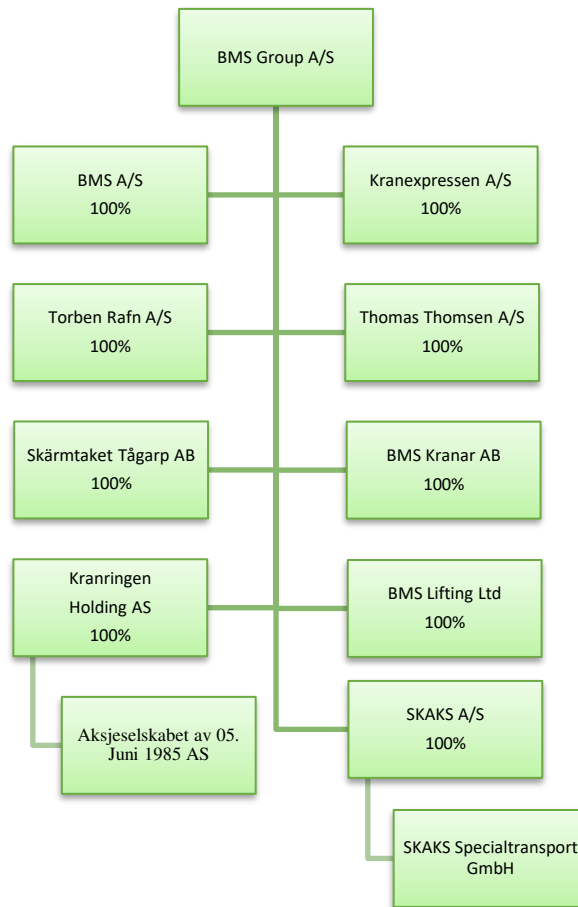 BMS Group A/S
BMS A/S
100%
Kranexpressen A/S
100%
Torben Rafn A/S
100%
Thomas Thomsen A/S
100%
Skärmtaket Tågarp AB
100%
BMS Kranar AB
100%
Kranringen
Holding AS
100%
BMS Lifting Ltd
100%
Aksjeselskabet av 05.
Juni 1985 AS
SKAKS A/S
100%
SKAKS Specialtransport
GmbH